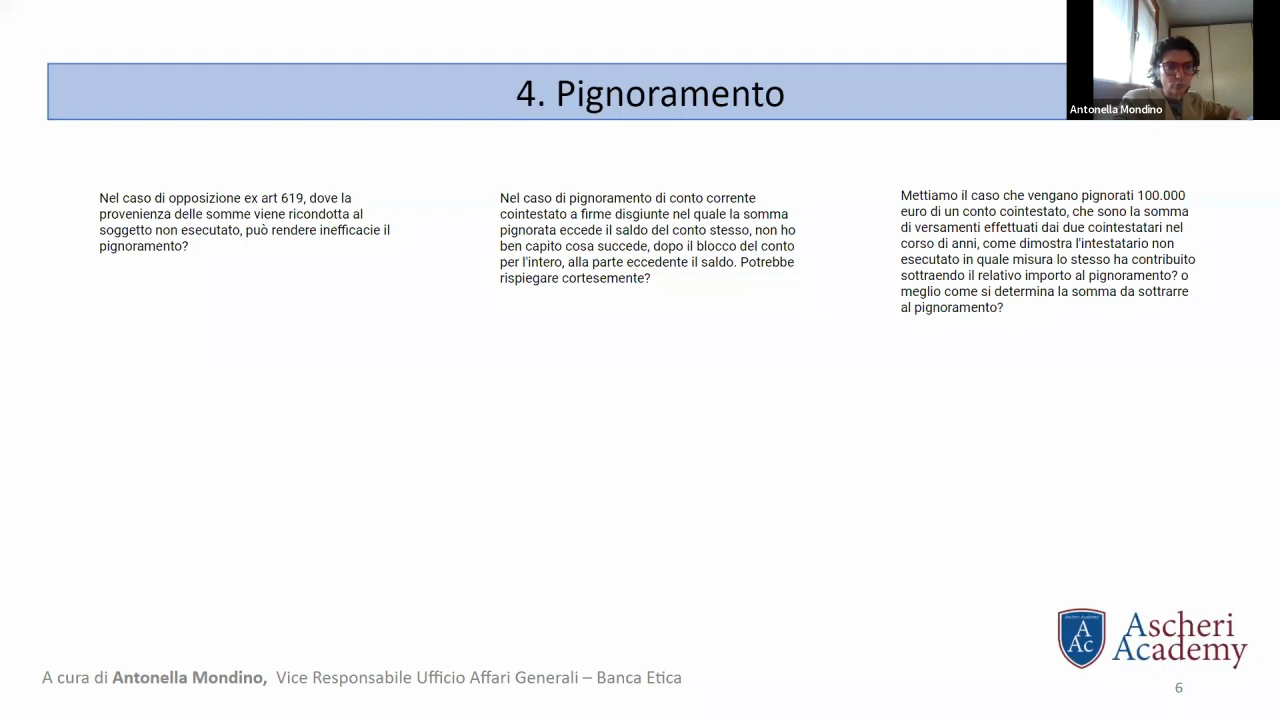 4. Pignoramento
Antonella Mondino
Nel caso di opposizione ex art 619, dove la
provenienza delle somme viene ricondotta al
soggetto non esecutato, può rendere inefficacie il
pignoramento?
Nel caso di pignoramento di conto corrente
cointestato a firme disgiunte nel quale la somma
pignorata eccede il saldo del conto stesso, non ho
ben capito cosa succede, dopo il blocco del conto
per l'intero, alla parte eccedente il saldo. Potrebbe
rispiegare cortesemente?
Mettiamo il caso che vengano pignorati 100.000
euro di un conto cointestato, che sono la somma
di versamenti effettuati dai due cointestatari nel
corso di anni, come dimostra l'intestatario non
esecutato in quale misura lo stesso ha contribuito
sottraendo il relativo importo al pignoramento? o
meglio come si determina la somma da sottrarre
al pignoramento?
A
Ac
Ascheri
Academy
A cura di Antonella Mondino, Vice Responsabile Ufficio Affari Generali – Banca Etica
6